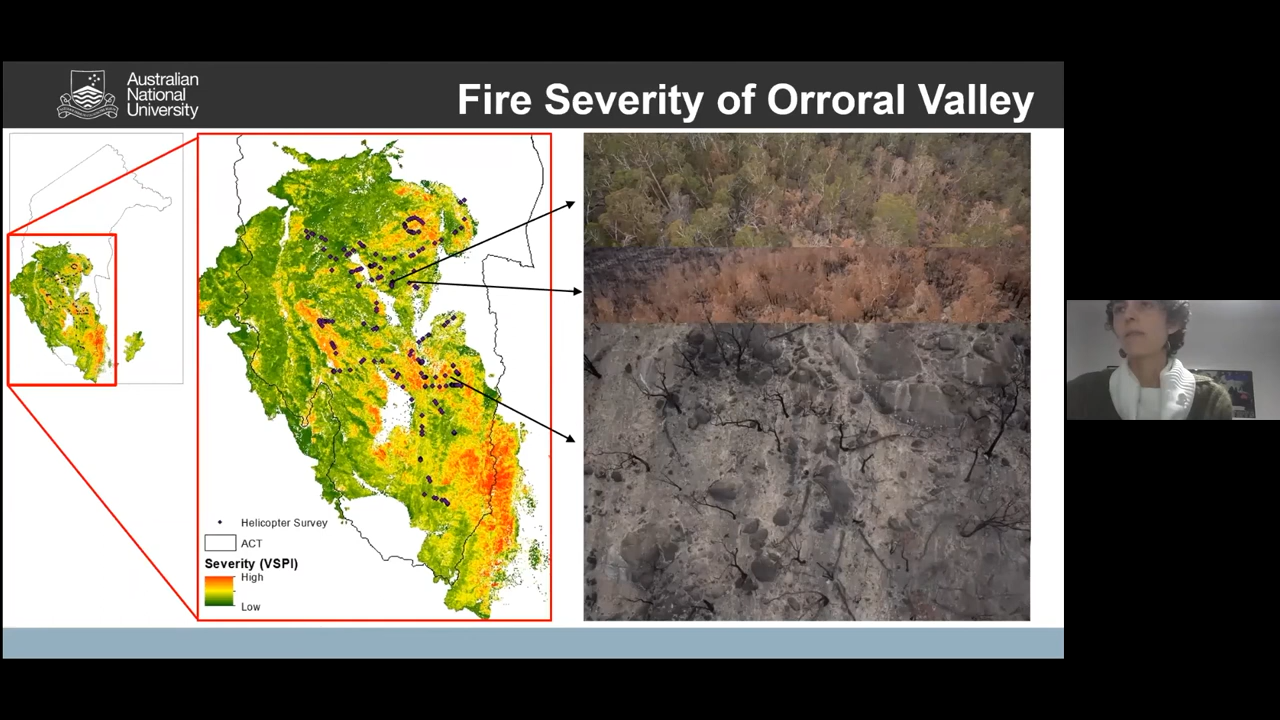 Australian
National
University
Fire Severity of Orroral Valley
Helicopter Survey
ACT
Severity (VSPI)
High
Low